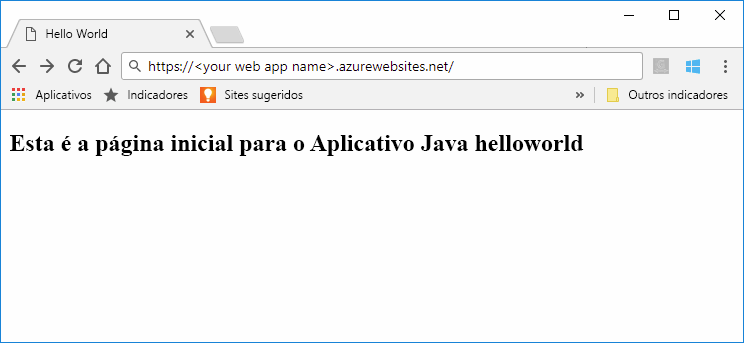 Hello World
https://<your web app name>.azurewebsites.net/
Aplicativos Indicadores Sites sugeridos » Outros indicadores
Esta é a página inicial para o Aplicativo Java helloworld